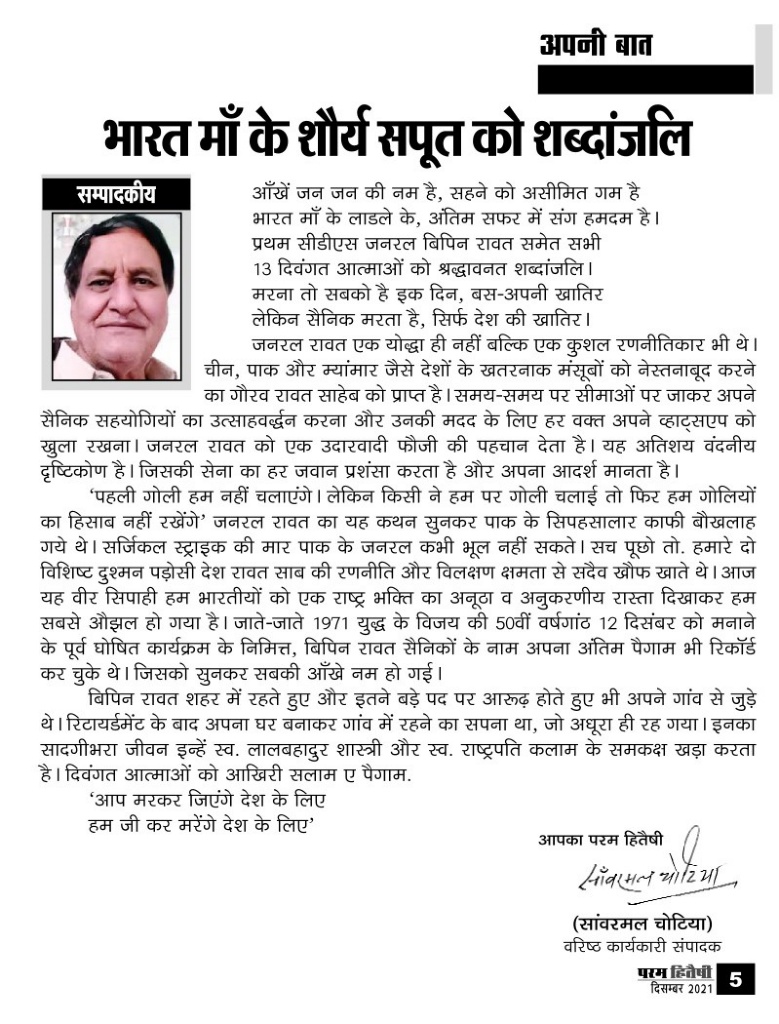 अपनी बात
भारत माँ के शौर्य सपूत को शब्दांजलि
सम्पादकीय
आँखें जन जन की नम है, सहने को असीमित गम है
भारत माँ के लाडले के, अंतिम सफर में संग हमदम है।
प्रथम सीडीएस जनरल बिपिन रावत समेत सभी
13 दिवंगत आत्माओं को श्रद्धावनत शब्दांजलि।
मरना तो सबको है इक दिन, बस-अपनी खातिर
लेकिन सैनिक मरता है, सिर्फ देश की खातिर।
जनरल रावत एक योद्धा ही नहीं बल्कि एक कुशल रणनीतिकार भी थे।
चीन, पाक और म्यांमार जैसे देशों के खतरनाक मंसूबों को नेस्तनाबूद करने
का गौरव रावत साहेब को प्राप्त है। समय-समय पर सीमाओं पर जाकर अपने
सैनिक सहयोगियों का उत्साहवर्द्धन करना और उनकी मदद के लिए हर वक्त अपने व्हाट्सएप को
खुला रखना। जनरल रावत को एक उदारवादी फौजी की पहचान देता है। यह अतिशय वंदनीय
दृष्टिकोण है। जिसकी सेना का हर जवान प्रशंसा करता है और अपना आदर्श मानता है।
‘पहली गोली हम नहीं चलाएंगे। लेकिन किसी ने हम पर गोली चलाई तो फिर हम गोलियों
का हिसाब नहीं रखेंगे’ जनरल रावत का यह कथन सुनकर पाक के सिपहसालार काफी बौखलाह
गये थे। सर्जिकल स्ट्राइक की मार पाक के जनरल कभी भूल नहीं सकते। सच पूछो तो. हमारे दो
विशिष्ट दुश्मन पड़ोसी देश रावत साब की रणनीति और विलक्षण क्षमता से सदैव खौफ खाते थे। आज
यह वीर सिपाही हम भारतीयों को एक राष्ट्र भक्ति का अनूठा व अनुकरणीय रास्ता दिखाकर हम
सबसे औझल हो गया है। जाते-जाते 1971 युद्ध के विजय की 50वीं वर्षगांठ 12 दिसंबर को मनाने
के पूर्व घोषित कार्यक्रम के निमित्त, बिपिन रावत सैनिकों के नाम अपना अंतिम पैगाम भी रिकॉर्ड
कर चुके थे। जिसको सुनकर सबकी आँखे नम हो गई।
बिपिन रावत शहर में रहते हुए और इतने बड़े पद पर आरूढ़ होते हुए भी अपने गांव से जुड़े
थे। रिटायर्डमेंट के बाद अपना घर बनाकर गांव में रहने का सपना था, जो अधूरा ही रह गया। इनका
सादगीभरा जीवन इन्हें स्व. लालबहादुर शास्त्री और स्व. राष्ट्रपति कलाम के समकक्ष खड़ा करता
है। दिवंगत आत्माओं को आखिरी सलाम ए पैगाम.
‘आप मरकर जिएंगे देश के लिए
हम जी कर मरेंगे देश के लिए’
आपका परम हितैषी
साँवरमल चोटिया
(सांवरमल चोटिया)
वरिष्ठ कार्यकारी संपादक
परम हितैषी
दिसम्बर 2021
5